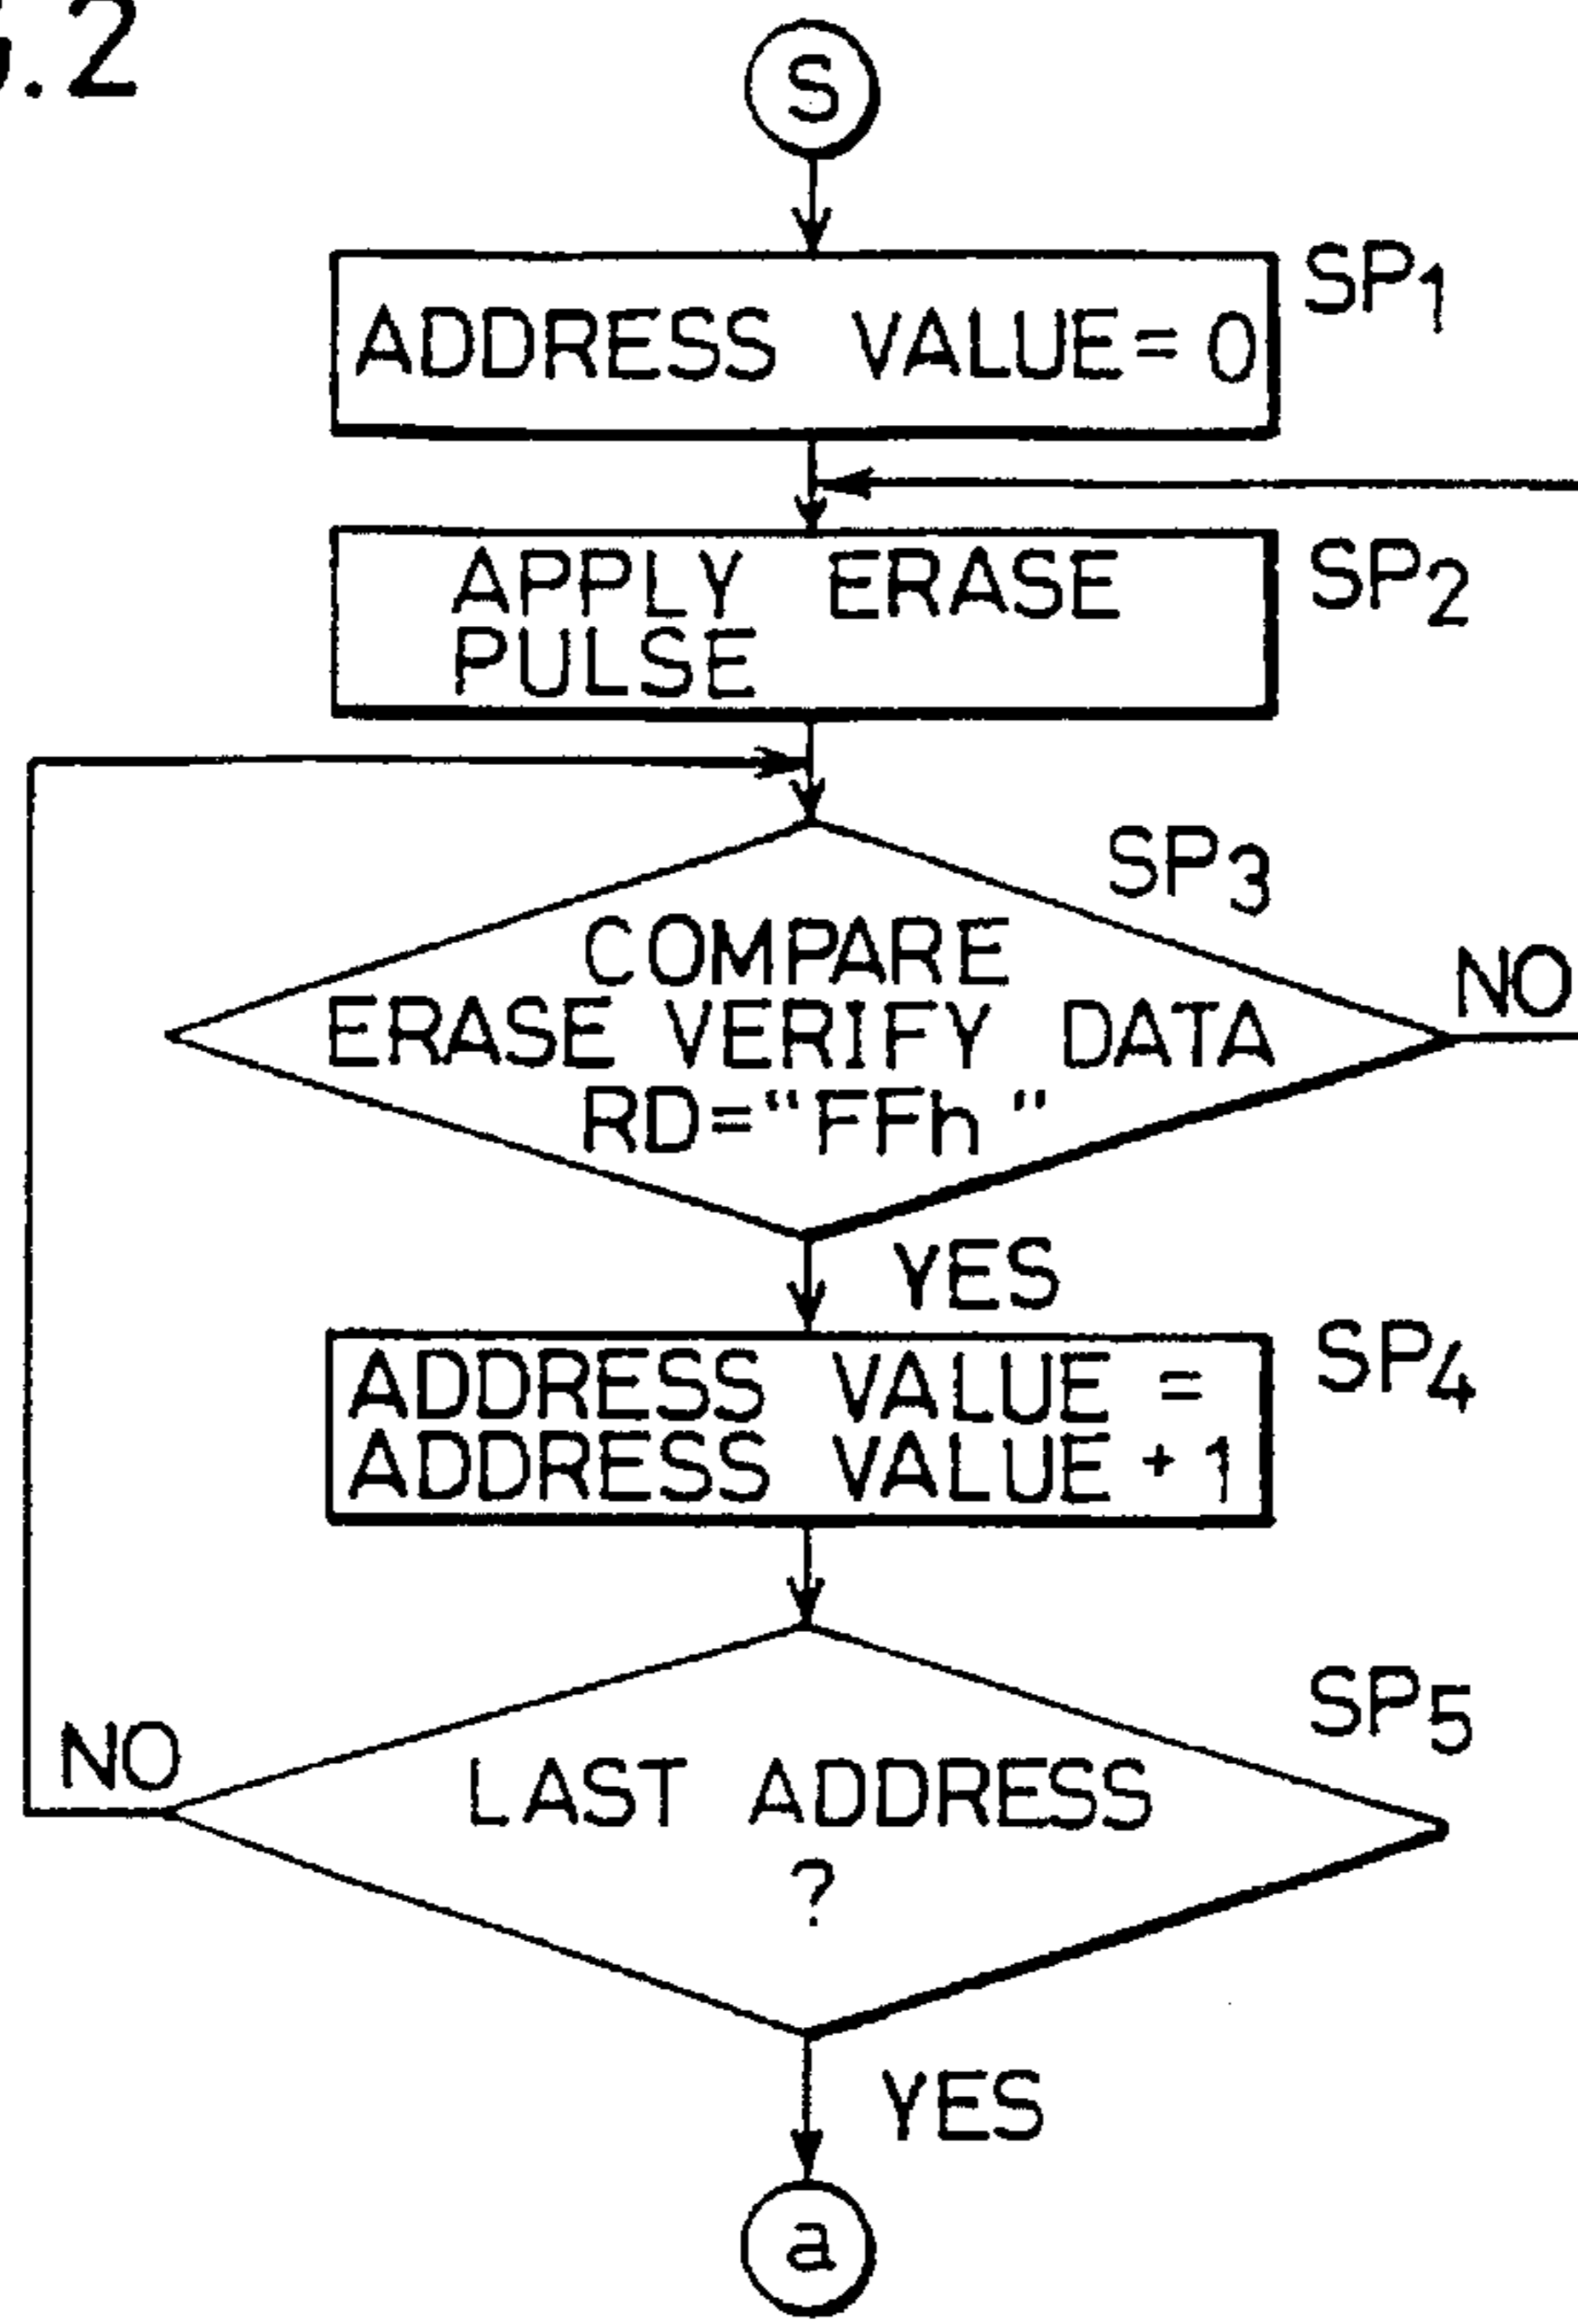 .2
S
ADDRESS VALUE = 0
SP1
APPLY ERASE
PULSE
SP2
SP3
COMPARE
ERASE VERIFY DATA
RD="FFh"
NO
YES
ADDRESS VALUE =
ADDRESS VALUE + 1
SP4
SP5
NO
LAST ADDRESS
?
YES
a